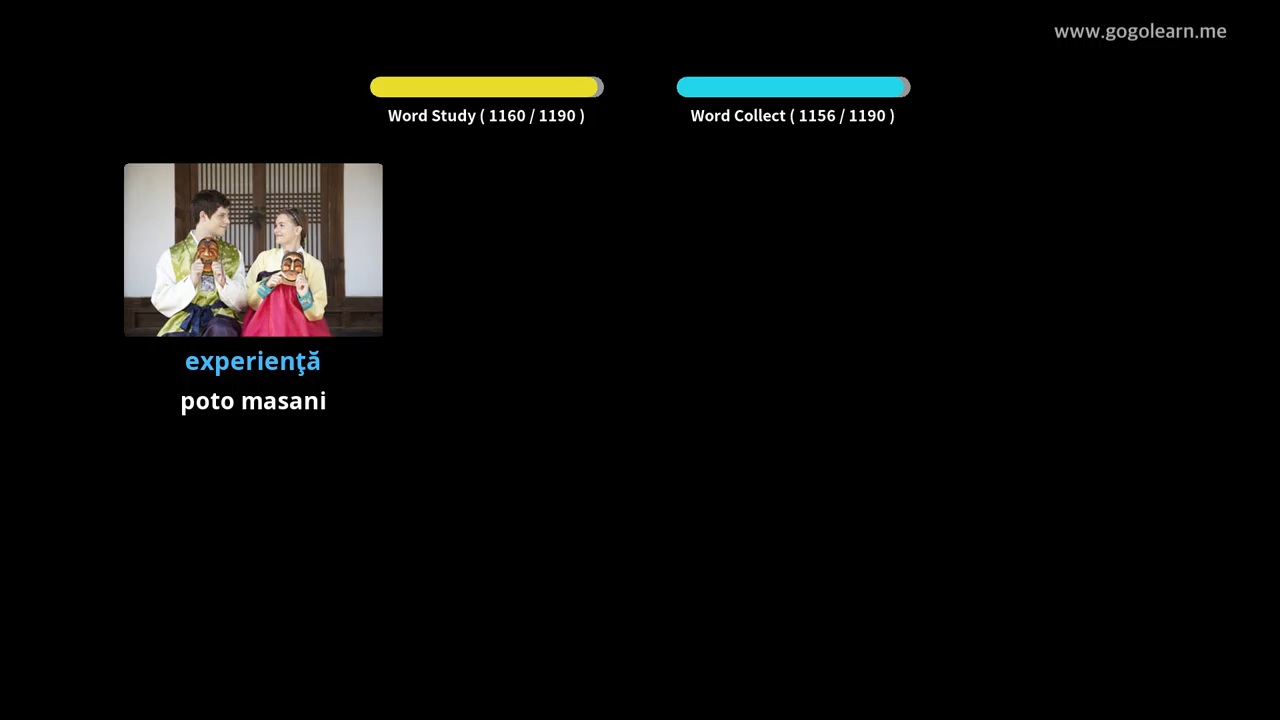 www.gogolearn.me
Word Study ( 1160 / 1190 )
Word Collect ( 1156 / 1190 )
experienţă
poto masani